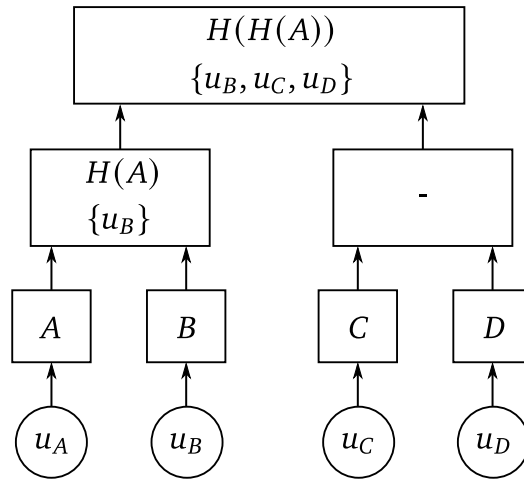 H(H(A))
{u_B, u_C, u_D}
H(A)
{u_B}
-
A
B
C
D
u_A
u_B
u_C
u_D